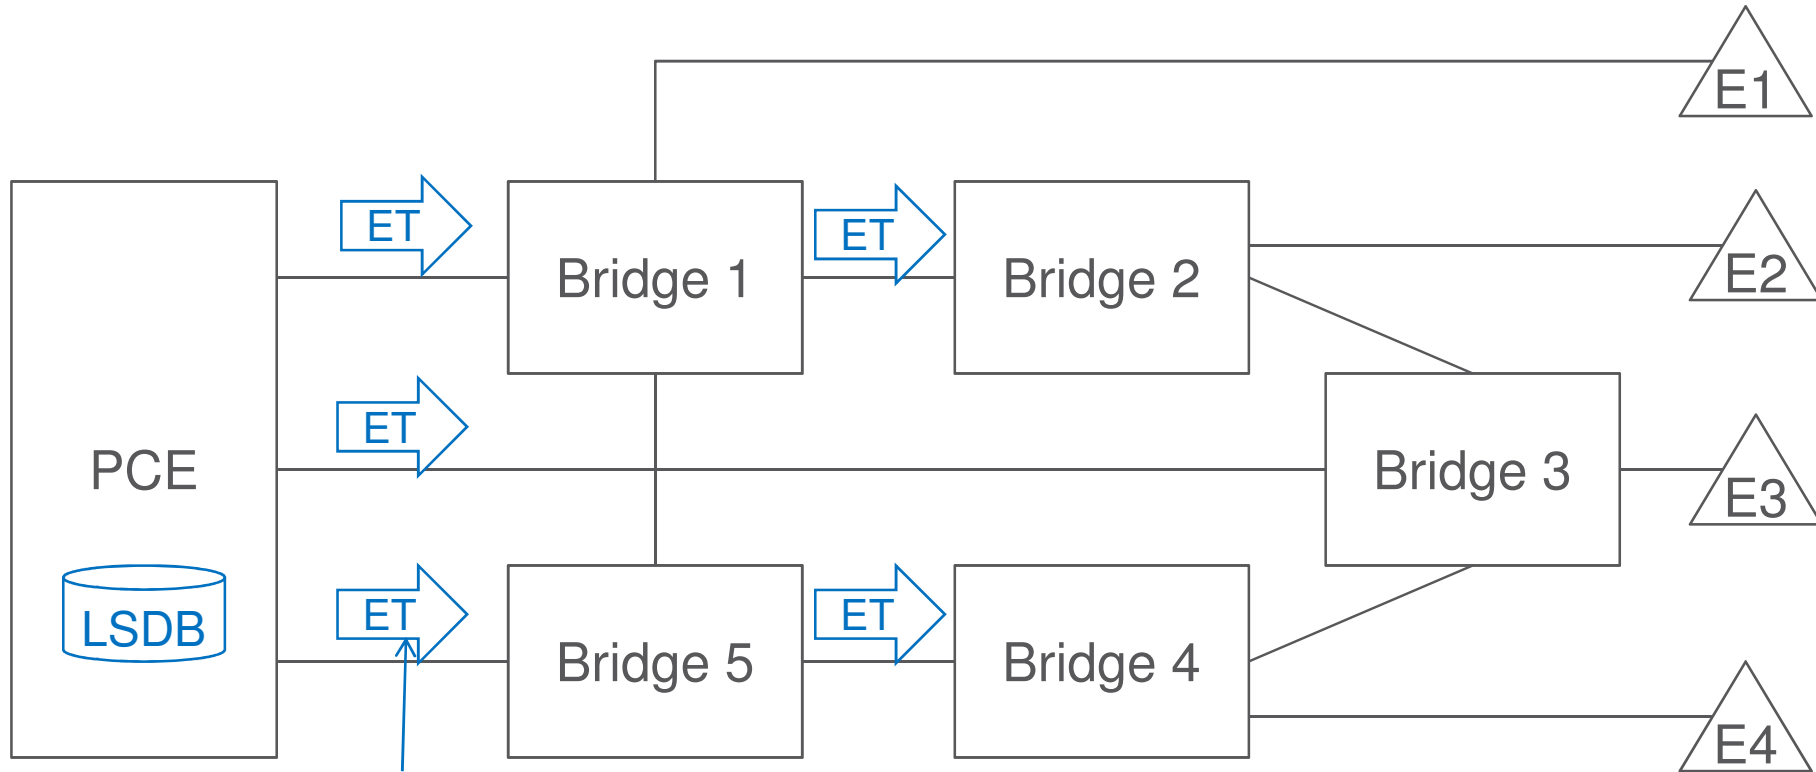 E1
ET
ET
Bridge 1
Bridge 2
E2
ET
PCE
Bridge 3
E3
LSDB
ET
ET
Bridge 5
Bridge 4
E4